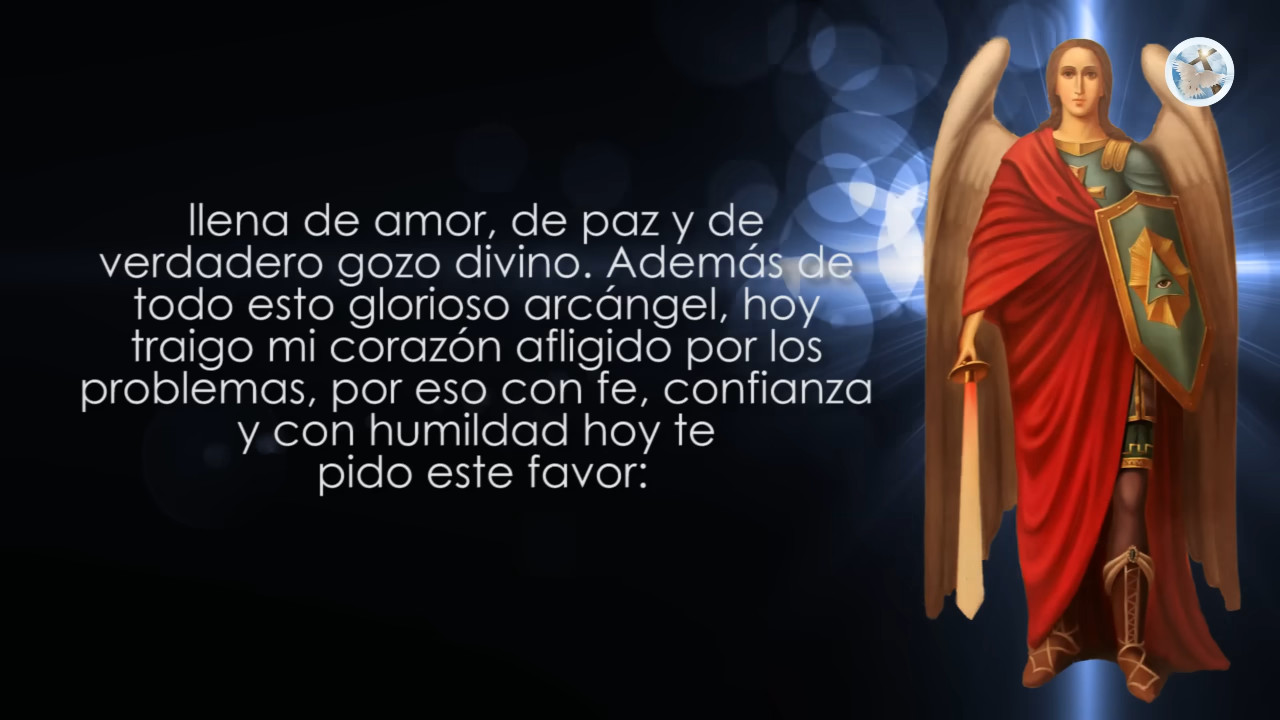 llena de amor, de paz y de
verdadero gozo divino. Además de
todo esto glorioso arcángel, hoy
traigo mi corazón afligido por los
problemas, por eso con fe, confianza
y con humildad hoy te
pido este favor: